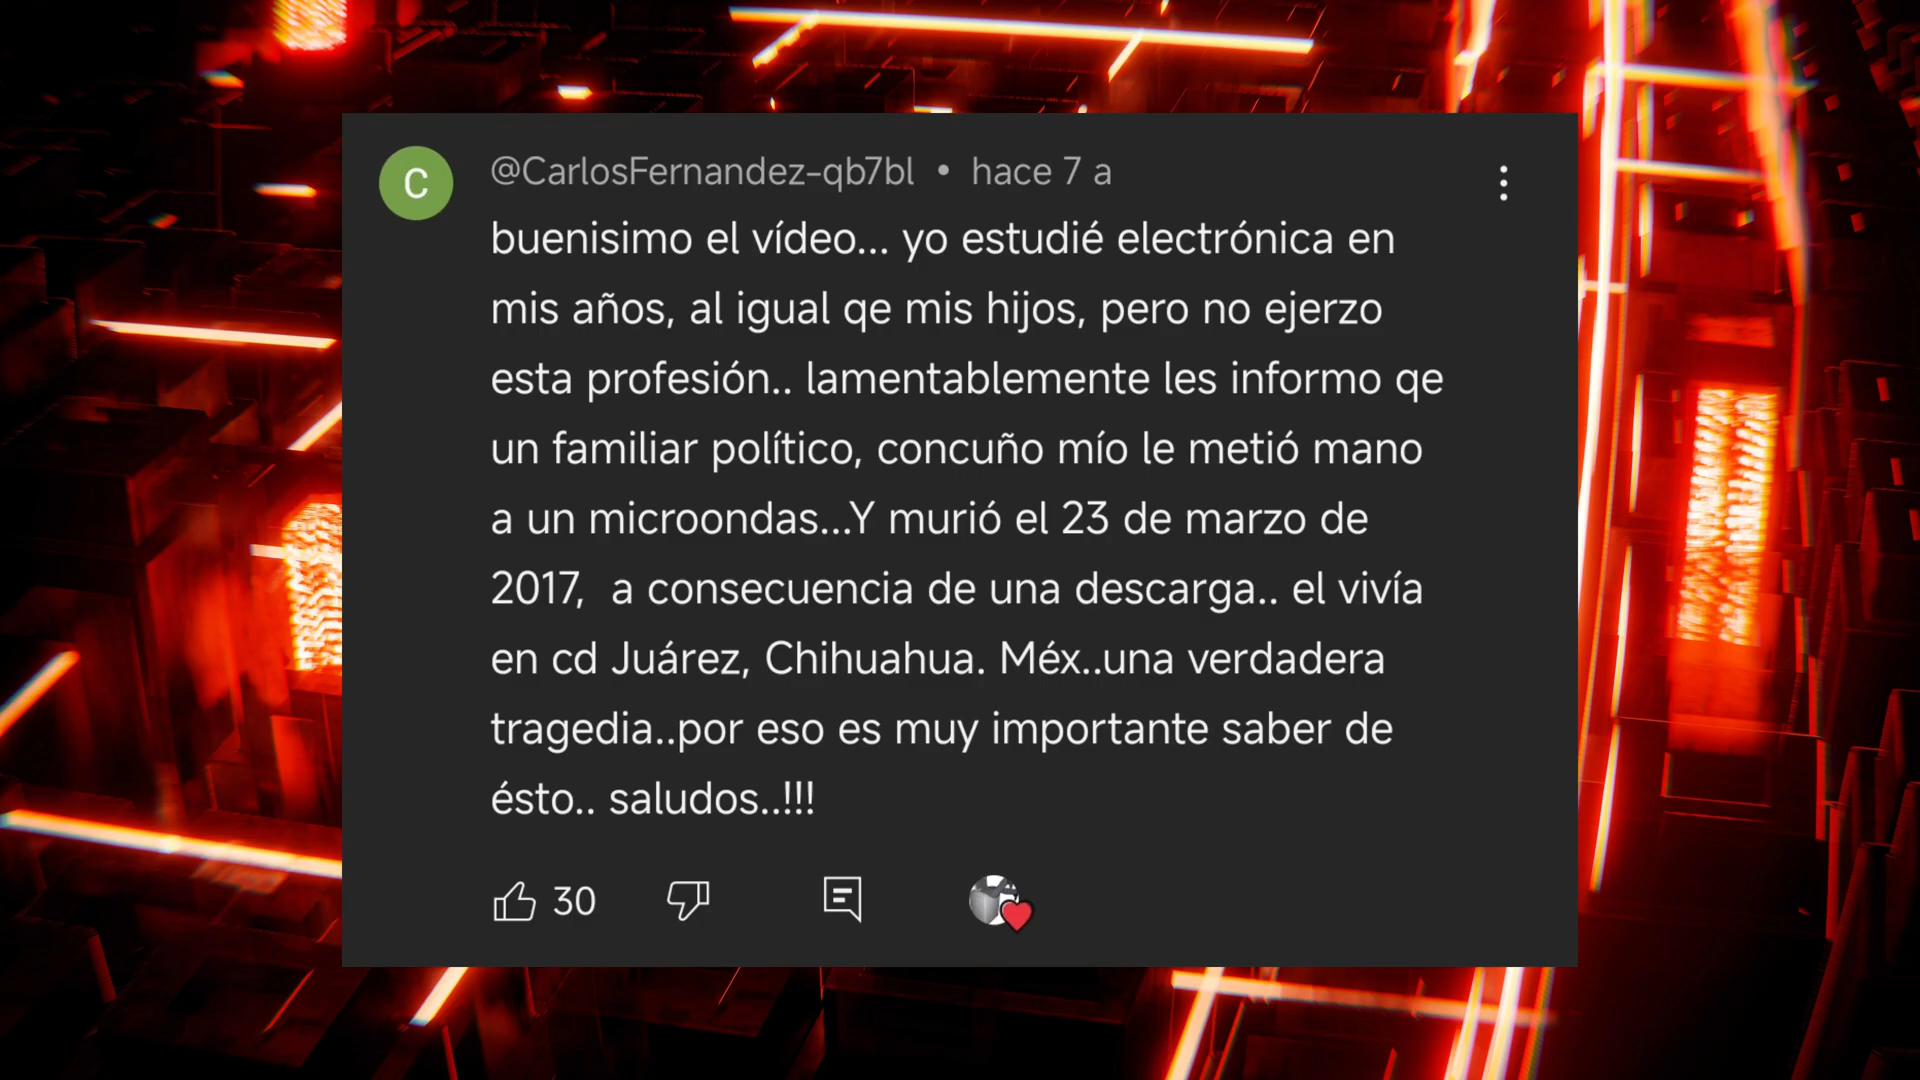 C
@CarlosFernandez-qb7bl • hace 7 a
buenisimo el vídeo... yo estudié electrónica en
mis años, al igual qe mis hijos, pero no ejerzo
esta profesión.. lamentablemente les informo qe
un familiar político, concuño mío le metió mano
a un microondas...Y murió el 23 de marzo de
2017,  a consecuencia de una descarga.. el vivía
en cd Juárez, Chihuahua. Méx..una verdadera
tragedia..por eso es muy importante saber de
ésto.. saludos..!!!
30